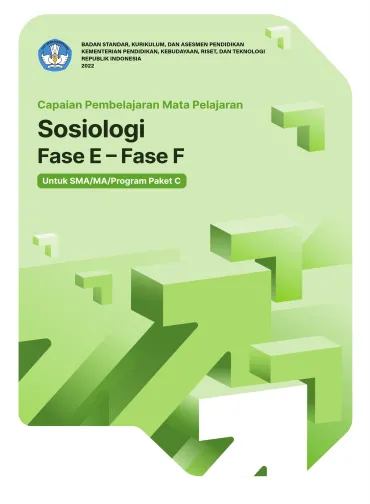 BADAN STANDAR, KURIKULUM, DAN ASESMEN PENDIDIKAN
KEMENTERIAN PENDIDIKAN, KEBUDAYAAN, RISET, DAN TEKNOLOGI
REPUBLIK INDONESIA
2022
Capaian Pembelajaran Mata Pelajaran
Sosiologi
Fase E – Fase F
Untuk SMA/MA/Program Paket C